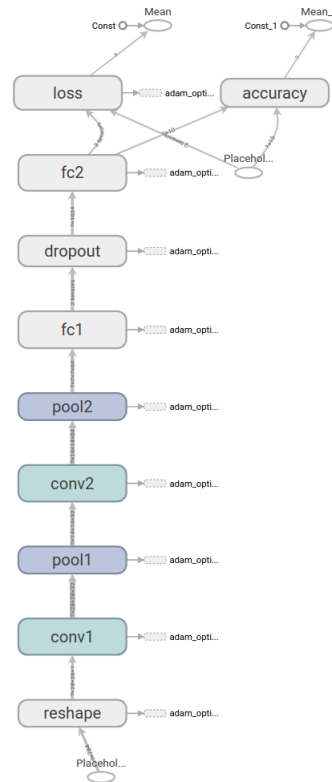 Mean
Mean_
Const
Const_1
loss
adam_opti...
accuracy
Placehol...
fc2
adam_opti...
dropout
adam_opti...
fc1
adam_opti...
pool2
adam_opti...
conv2
adam_opti...
pool1
adam_opti...
conv1
adam_opti...
reshape
adam_opti...
Placehol...